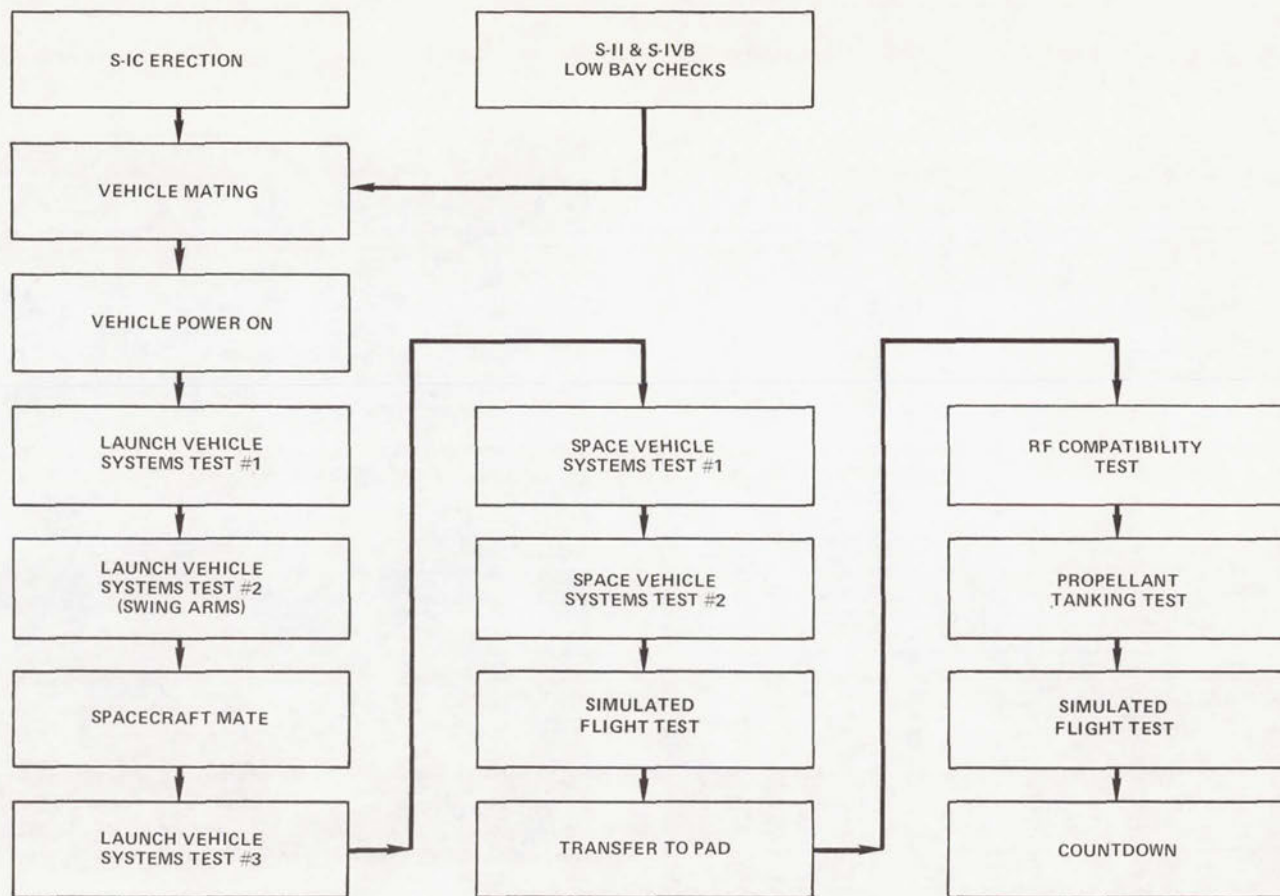 S-IC ERECTION
VEHICLE MATING
VEHICLE POWER ON
LAUNCH VEHICLE
SYSTEMS TEST #1
LAUNCH VEHICLE
SYSTEMS TEST #2
(SWING ARMS)
SPACECRAFT MATE
LAUNCH VEHICLE
SYSTEMS TEST #3
S-II & S-IVB
LOW BAY CHECKS
SPACE VEHICLE
SYSTEMS TEST #1
SPACE VEHICLE
SYSTEMS TEST #2
SIMULATED
FLIGHT TEST
TRANSFER TO PAD
RF COMPATIBILITY
TEST
PROPELLANT
TANKING TEST
SIMULATED
FLIGHT TEST
COUNTDOWN